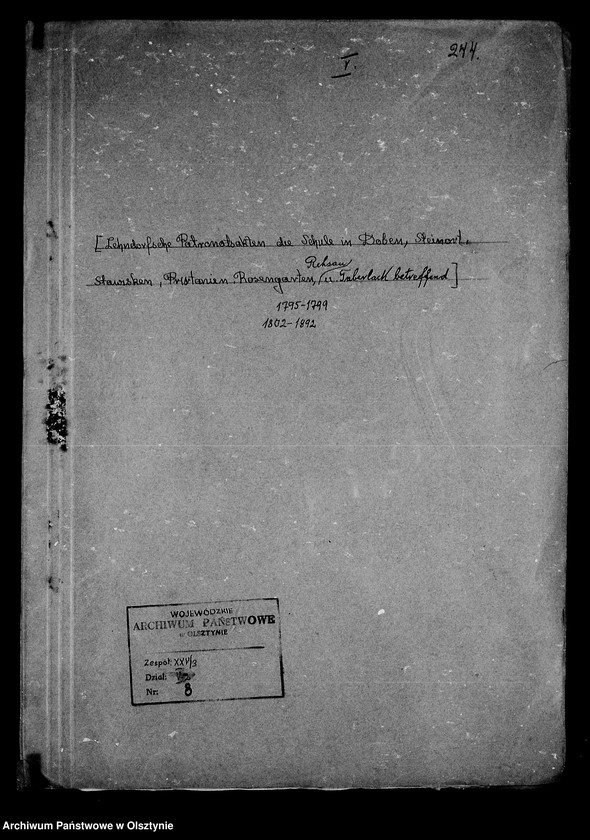 244.
V.
[Lehndorfsche Patronatsakten die Schule in Doben, Steinort,
Rehsau
Stawisken, Pristanien, Rosengarten, u. Taberlack betreffend]
1795-1799
1802-1892
WOJEWÓDZKIE
ARCHIWUM PAŃSTWOWE
w OLSZTYNIE
Zespół: XXVI/3
Dział:
Nr: 8
Archiwum Państwowe w Olsztynie